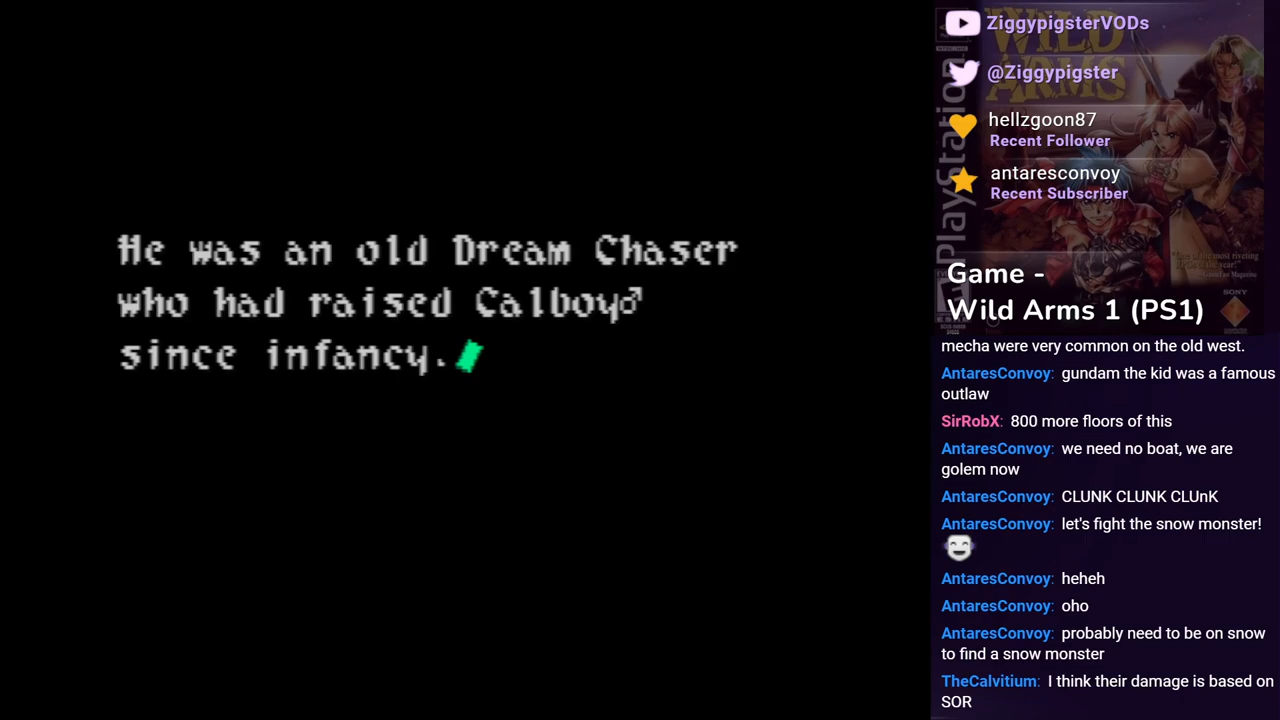 He was an old Dream Chaser
who had raised Calboy♂
since infancy.
ZiggypigsterVODs
@Ziggypigster
hellzgoon87
Recent Follower
antaresconvoy
Recent Subscriber
WILD
ARMS
PlayStation
Game -
Wild Arms 1 (PS1)
SONY
mecha were very common on the old west.
AntaresConvoy: gundam the kid was a famous
outlaw
SirRobX: 800 more floors of this
AntaresConvoy: we need no boat, we are
golem now
AntaresConvoy: CLUNK CLUNK CLUnK
AntaresConvoy: let's fight the snow monster!
AntaresConvoy: heheh
AntaresConvoy: oho
AntaresConvoy: probably need to be on snow
to find a snow monster
TheCalvitium: I think their damage is based on
SOR